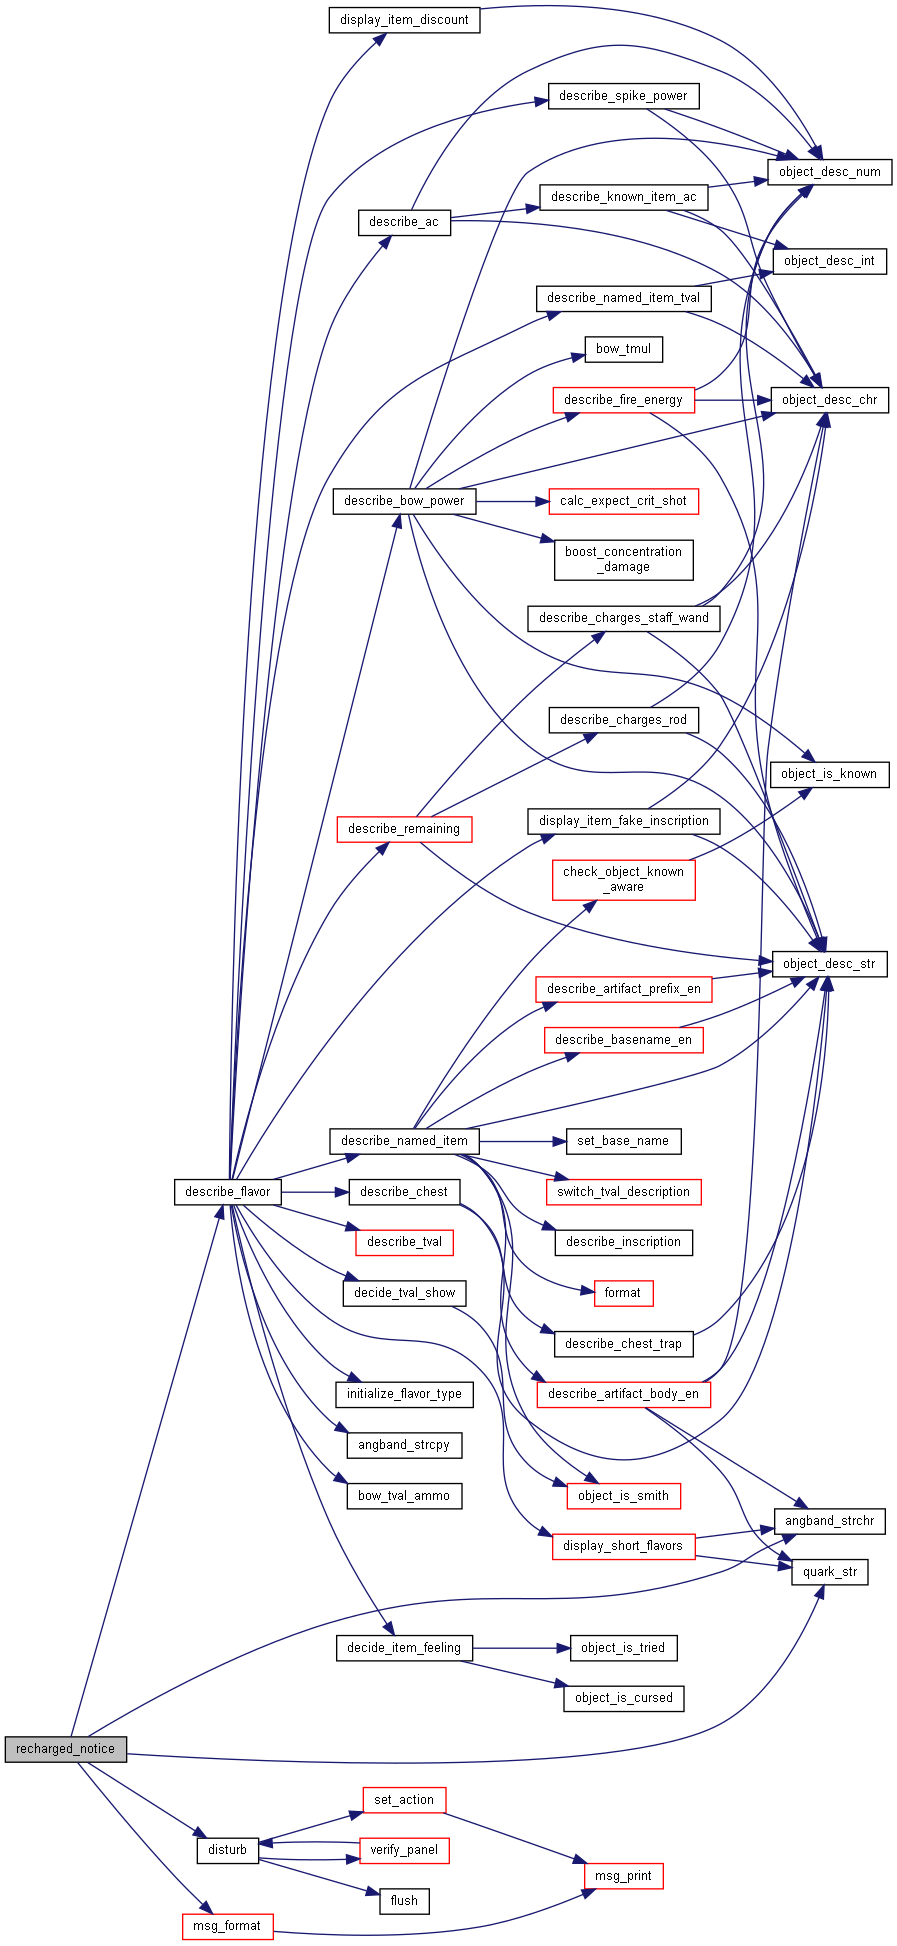 display_item_discount
describe_spike_power
object_desc_num
describe_known_item_ac
describe_ac
object_desc_int
describe_named_item_tval
bow_tmul
describe_fire_energy
object_desc_chr
describe_bow_power
calc_expect_crit_shot
boost_concentration
_damage
describe_charges_staff_wand
describe_charges_rod
object_is_known
describe_remaining
display_item_fake_inscription
check_object_known
_aware
object_desc_str
describe_artifact_prefix_en
describe_basename_en
describe_named_item
set_base_name
describe_flavor
describe_chest
switch_tval_description
describe_tval
describe_inscription
decide_tval_show
format
describe_chest_trap
initialize_flavor_type
describe_artifact_body_en
angband_strcpy
bow_tval_ammo
object_is_smith
angband_strchr
display_short_flavors
quark_str
decide_item_feeling
object_is_tried
object_is_cursed
recharged_notice
set_action
disturb
verify_panel
msg_print
flush
msg_format